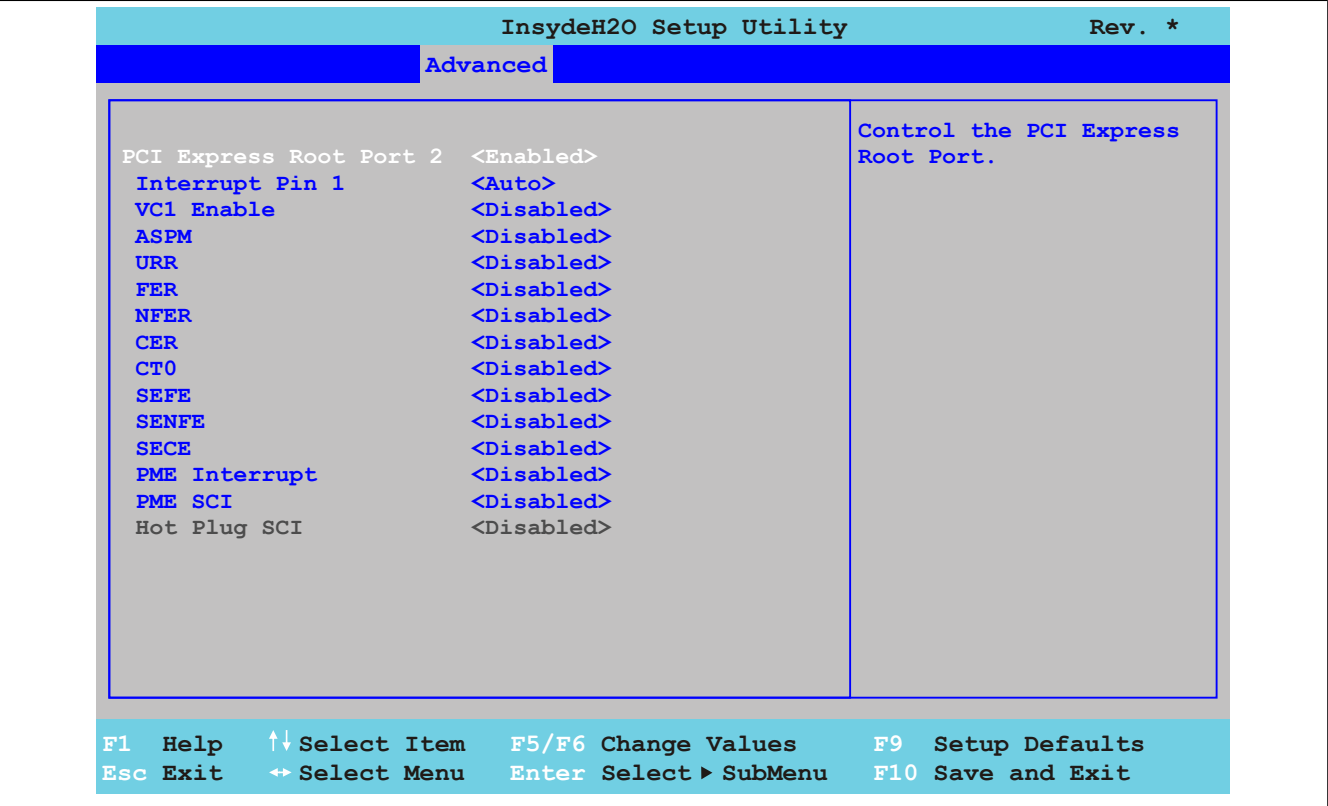 InsydeH2O Setup Utility Rev. *
Advanced
PCI Express Root Port 2 <Enabled>
Interrupt Pin 1 <Auto>
VC1 Enable <Disabled>
ASPM <Disabled>
URR <Disabled>
FER <Disabled>
NFER <Disabled>
CER <Disabled>
CT0 <Disabled>
SEFE <Disabled>
SENFE <Disabled>
SECE <Disabled>
PME Interrupt <Disabled>
PME SCI <Disabled>
Hot Plug SCI <Disabled>
Control the PCI Express
Root Port.
F1 Help ↑↓ Select Item F5/F6 Change Values F9 Setup Defaults
Esc Exit ↔ Select Menu Enter Select ▶ SubMenu F10 Save and Exit